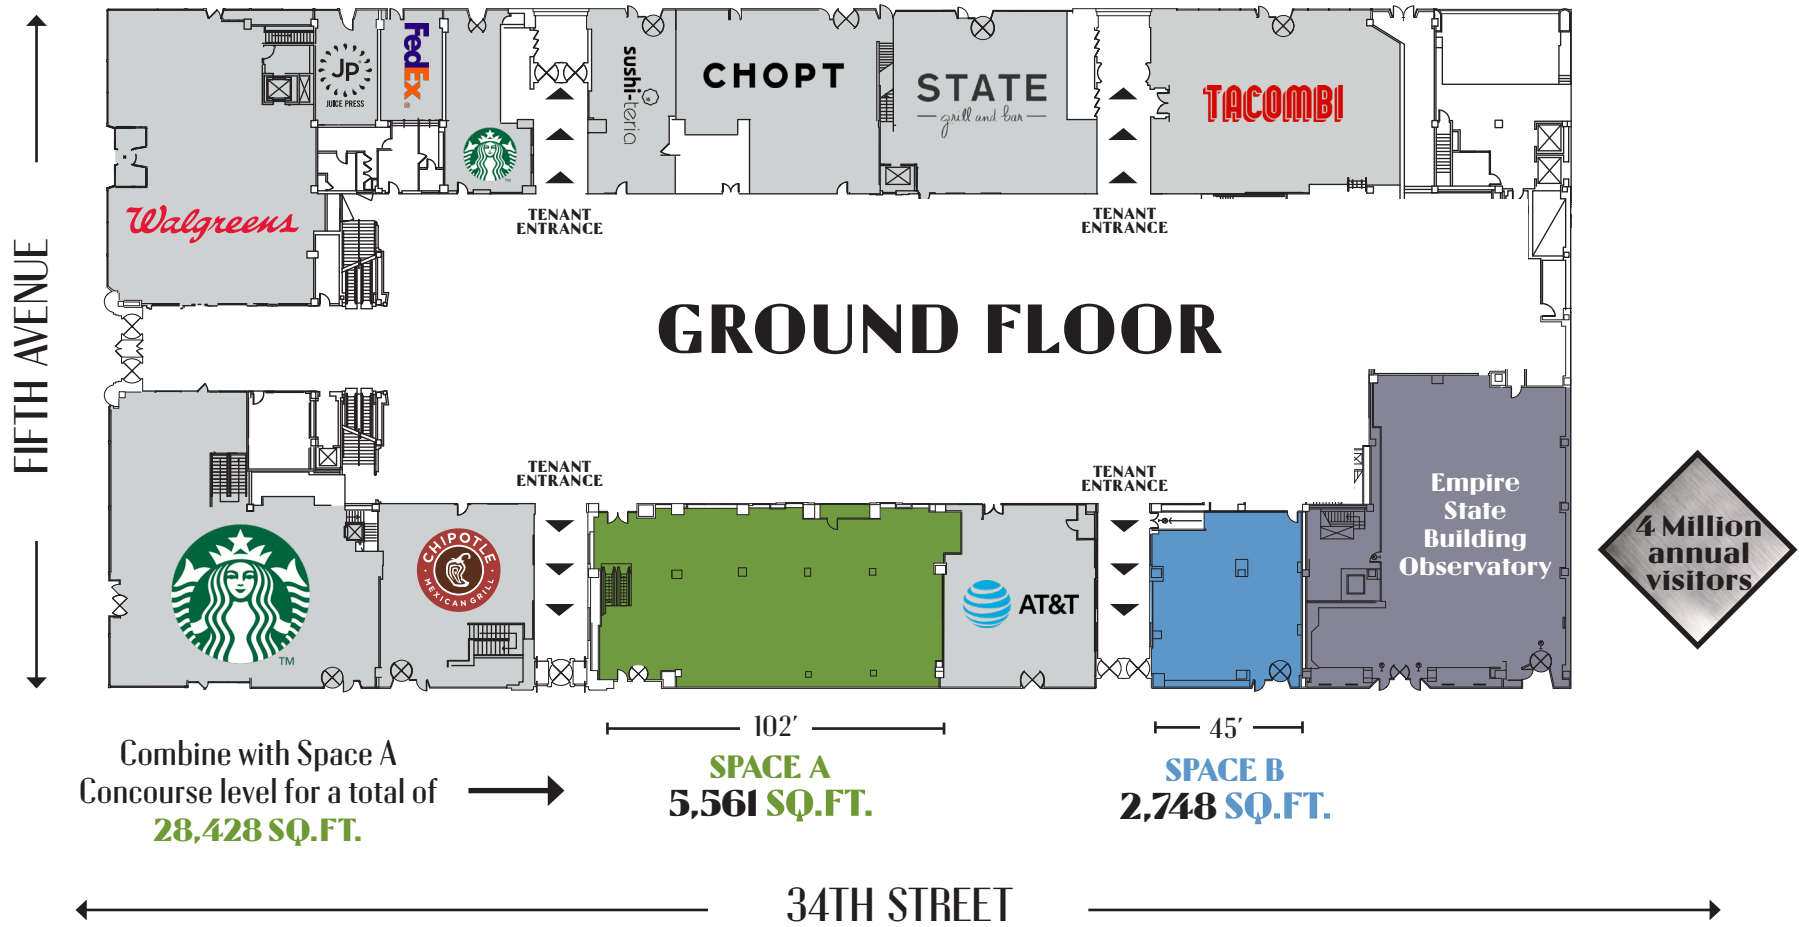 JP
JUICE PRESS
FedEx®
sushi-teria
CHOPT
STATE
grill and bar
TACOMBI
TM
Walgreens
TENANT
ENTRANCE
TENANT
ENTRANCE
FIFTH AVENUE
GROUND FLOOR
TENANT
ENTRANCE
TENANT
ENTRANCE
Empire
State
Building
Observatory
4 Million
annual
visitors
CHIPOTLE
MEXICAN GRILL
AT&T
TM
102'
45'
Combine with Space A
Concourse level for a total of
28,428 SQ.FT.
SPACE A
5,561 SQ.FT.
SPACE B
2,748 SQ.FT.
34TH STREET